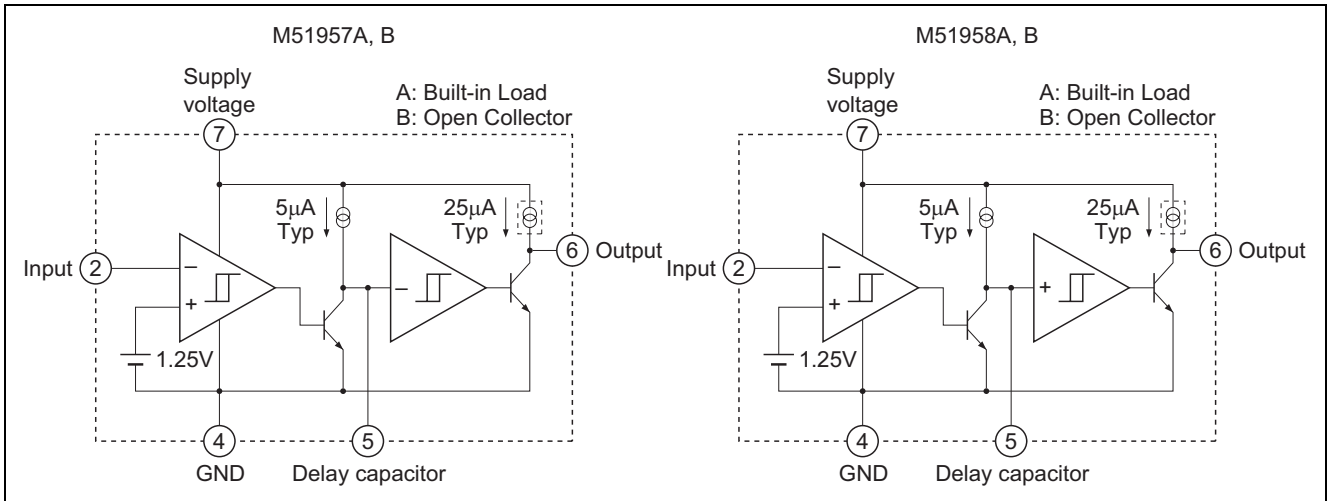 M51957A, B
Supply
voltage
A: Built-in Load
B: Open Collector
7
5μA
Typ
25μA
Typ
6 Output
Input 2
−
+
−
1.25V
4
5
GND
Delay capacitor
M51958A, B
Supply
voltage
A: Built-in Load
B: Open Collector
7
5μA
Typ
25μA
Typ
6 Output
Input 2
−
+
+
1.25V
4
5
GND
Delay capacitor